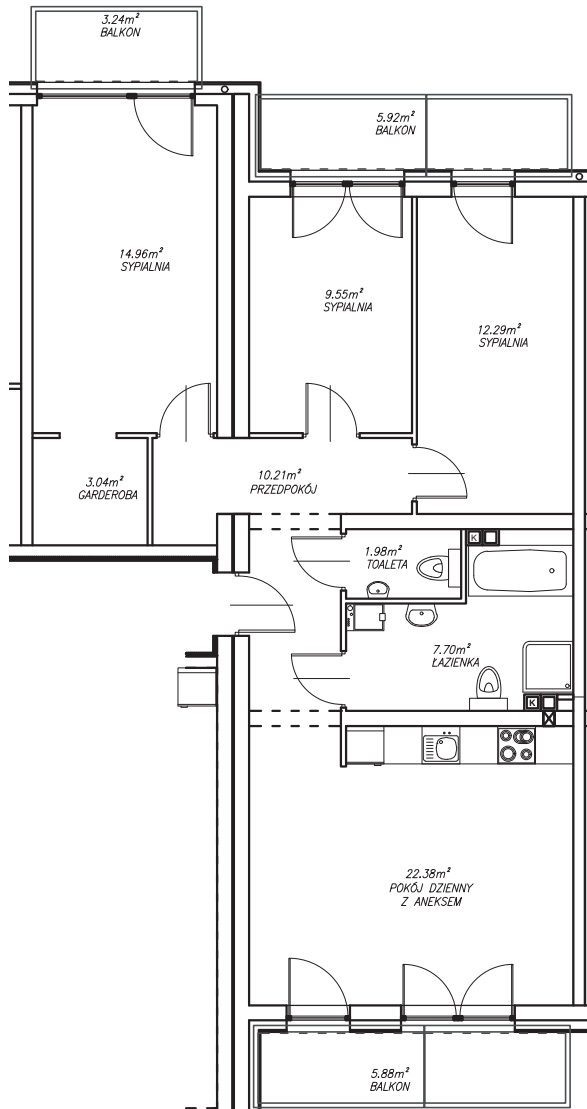 3.24m²
BALKON
5.92m²
BALKON
14.96m²
SYPIALNIA
9.55m²
SYPIALNIA
12.29m²
SYPIALNIA
3.04m²
GARDEROBA
10.21m²
PRZEDPOKÓJ
K
1.98m²
TOALETA
7.70m²
ŁAZIENKA
K
22.38m²
POKÓJ DZIENNY
Z ANEKSEM
5.88m²
BALKON